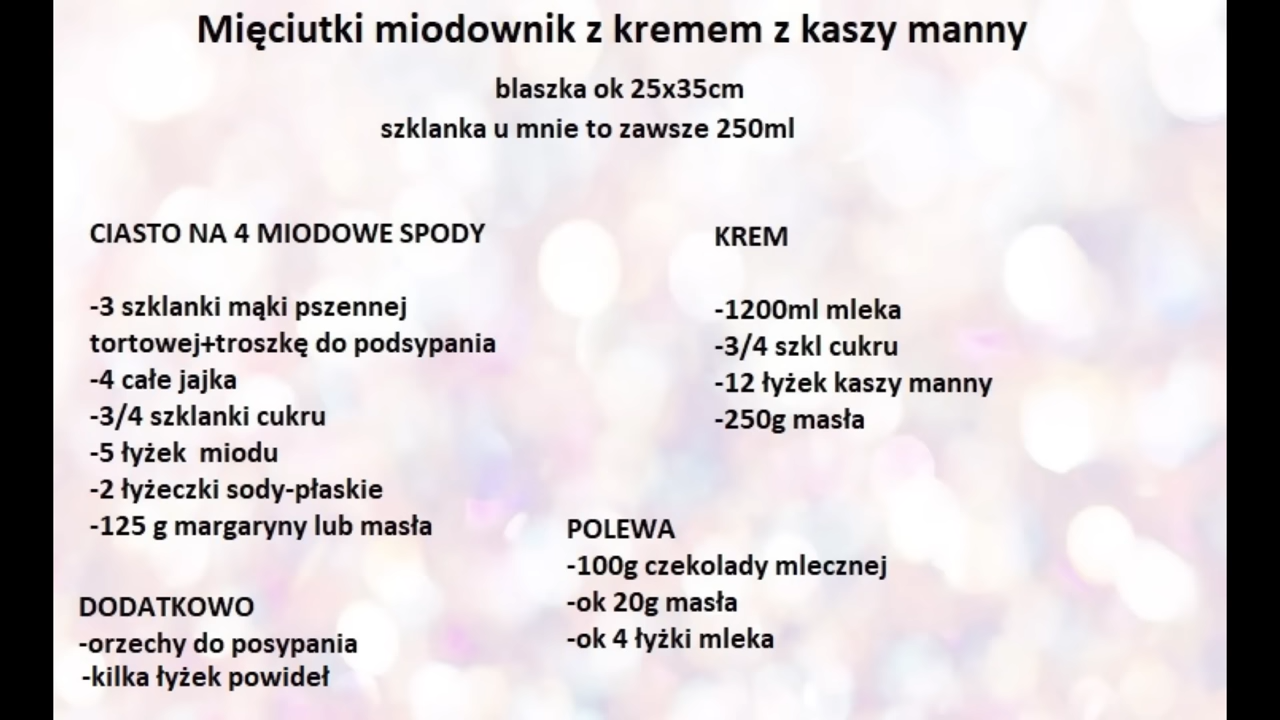 Mięciutki miodownik z kremem z kaszy manny
blaszka ok 25x35cm
szklanka u mnie to zawsze 250ml
CIASTO NA 4 MIODOWE SPODY
-3 szklanki mąki pszennej
tortowej+troszkę do podsypania
-4 całe jajka
-3/4 szklanki cukru
-5 łyżek  miodu
-2 łyżeczki sody-płaskie
-125 g margaryny lub masła
DODATKOWO
-orzechy do posypania
-kilka łyżek powideł
KREM
-1200ml mleka
-3/4 szkl cukru
-12 łyżek kaszy manny
-250g masła
POLEWA
-100g czekolady mlecznej
-ok 20g masła
-ok 4 łyżki mleka